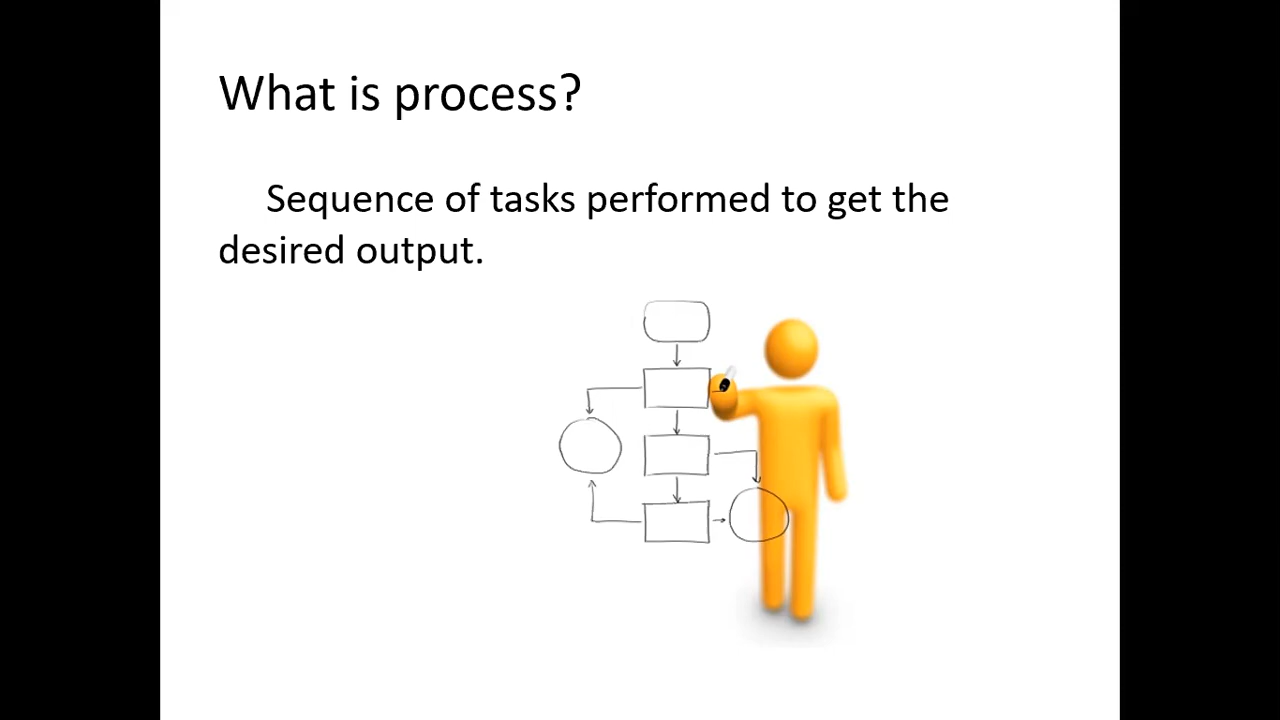 What is process?
Sequence of tasks performed to get the
desired output.